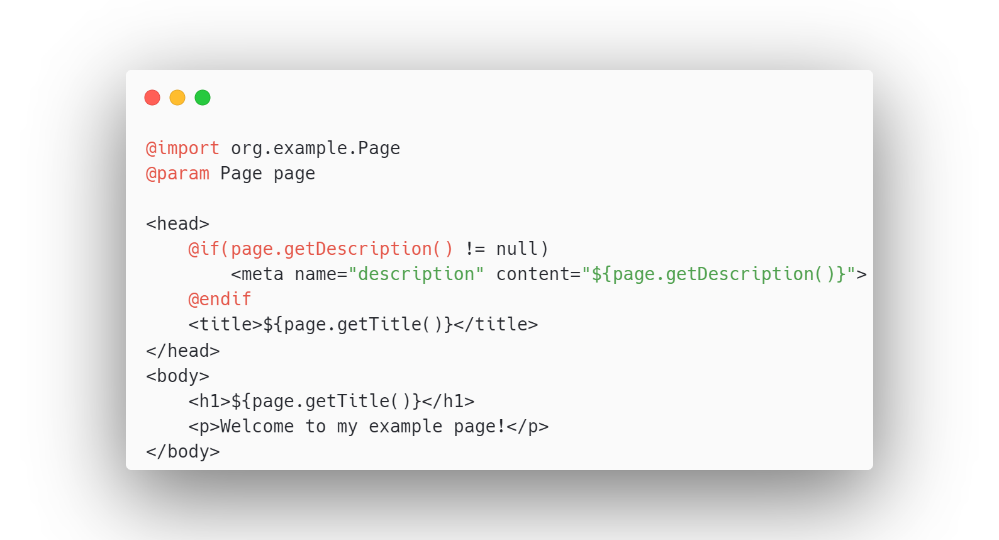 @import org.example.Page
@param Page page

<head>
    @if(page.getDescription() != null)
        <meta name="description" content="${page.getDescription()}">
    @endif
    <title>${page.getTitle()}</title>
</head>
<body>
    <h1>${page.getTitle()}</h1>
    <p>Welcome to my example page!</p>
</body>